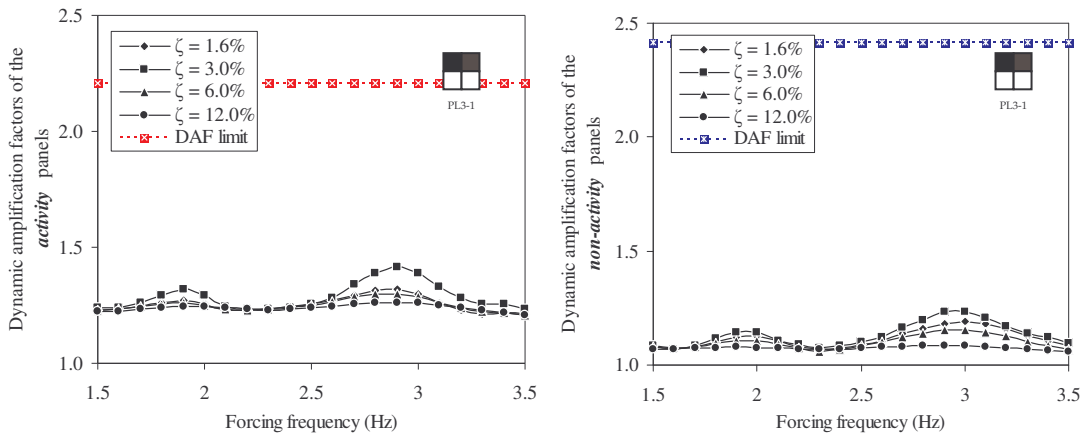 Dynamic amplification factors of the
activity panels
2.5
2.0
1.5
1.0
ζ = 1.6%
ζ = 3.0%
ζ = 6.0%
ζ = 12.0%
DAF limit
PL3-1
1.5
2
2.5
3
3.5
Forcing frequency (Hz)
Dynamic amplification factors of the
non-activity panels
2.5
2.0
1.5
1.0
ζ = 1.6%
ζ = 3.0%
ζ = 6.0%
ζ = 12.0%
DAF limit
PL3-1
1.5
2
2.5
3
3.5
Forcing frequency (Hz)